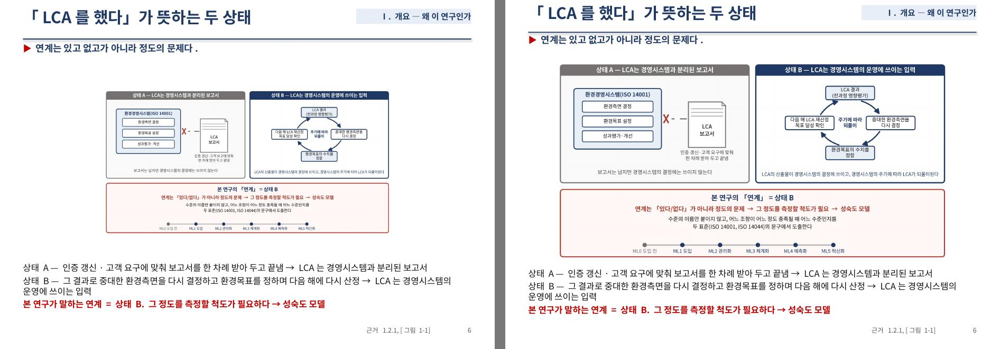 「 LCA 를 했다」가 뜻하는 두 상태
Ⅰ. 개요 — 왜 이 연구인가
▶ 연계는 있고 없고가 아니라 정도의 문제다 .
상태 A — LCA는 경영시스템과 분리된 보고서
환경경영시스템(ISO 14001)
환경측면 결정
환경목표 설정
성과평가·개선
X
LCA
보고서
인증 갱신·고객 요구에 맞춰
한 차례 받아 두고 끝냄
보고서는 남지만 경영시스템의 결정에는 쓰이지 않는다
상태 B — LCA는 경영시스템의 운영에 쓰이는 입력
LCA 결과
(전과정 영향평가)
다음 해 LCA 재산정
목표 달성 확인
주기에 따라
되풀이
중대한 환경측면을
다시 결정
환경목표의 수치를
정함
LCA의 산출물이 경영시스템의 결정에 쓰이고, 경영시스템의 주기에 따라 LCA가 되풀이된다
본 연구의 「연계」 = 상태 B
연계는 「있다/없다」가 아니라 정도의 문제 → 그 정도를 측정할 척도가 필요 → 성숙도 모델
수준의 이름만 붙이지 않고, 어느 조항이 어느 정도 충족될 때 어느 수준인지를
두 표준(ISO 14001, ISO 14044)의 문구에서 도출한다
ML0 도입 전 ML1 도입 ML2 관리화 ML3 체계화 ML4 예측화 ML5 혁신화
상태 A — 인증 갱신 · 고객 요구에 맞춰 보고서를 한 차례 받아 두고 끝냄 → LCA 는 경영시스템과 분리된 보고서
상태 B — 그 결과로 중대한 환경측면을 다시 결정하고 환경목표를 정하며 다음 해에 다시 산정 → LCA 는 경영시스템의
운영에 쓰이는 입력
본 연구가 말하는 연계 = 상태 B. 그 정도를 측정할 척도가 필요하다 → 성숙도 모델
근거 1.2.1, [ 그림 1-1]
6
「 LCA 를 했다」가 뜻하는 두 상태
Ⅰ. 개요 — 왜 이 연구인가
▶ 연계는 있고 없고가 아니라 정도의 문제다 .
상태 A — LCA는 경영시스템과 분리된 보고서
환경경영시스템(ISO 14001)
환경측면 결정
환경목표 설정
성과평가·개선
X
LCA
보고서
인증 갱신·고객 요구에 맞춰
한 차례 받아 두고 끝냄
보고서는 남지만 경영시스템의 결정에는 쓰이지 않는다
상태 B — LCA는 경영시스템의 운영에 쓰이는 입력
LCA 결과
(전과정 영향평가)
다음 해 LCA 재산정
목표 달성 확인
주기에 따라
되풀이
중대한 환경측면을
다시 결정
환경목표의 수치를
정함
LCA의 산출물이 경영시스템의 결정에 쓰이고, 경영시스템의 주기에 따라 LCA가 되풀이된다
본 연구의 「연계」 = 상태 B
연계는 「있다/없다」가 아니라 정도의 문제 → 그 정도를 측정할 척도가 필요 → 성숙도 모델
수준의 이름만 붙이지 않고, 어느 조항이 어느 정도 충족될 때 어느 수준인지를
두 표준(ISO 14001, ISO 14044)의 문구에서 도출한다
ML0 도입 전 ML1 도입 ML2 관리화 ML3 체계화 ML4 예측화 ML5 혁신화
상태 A — 인증 갱신 · 고객 요구에 맞춰 보고서를 한 차례 받아 두고 끝냄 → LCA 는 경영시스템과 분리된 보고서
상태 B — 그 결과로 중대한 환경측면을 다시 결정하고 환경목표를 정하며 다음 해에 다시 산정 → LCA 는 경영시스템의
운영에 쓰이는 입력
본 연구가 말하는 연계 = 상태 B. 그 정도를 측정할 척도가 필요하다 → 성숙도 모델
근거 1.2.1, [ 그림 1-1]
6